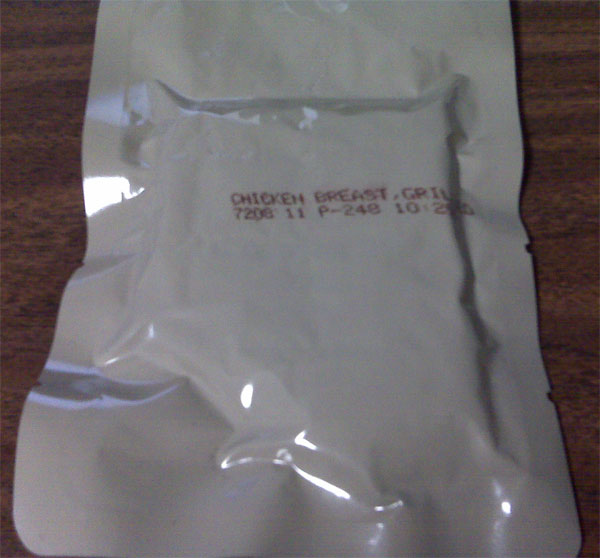 CHICKEN BREAST, GRIL
7208 11 P-248